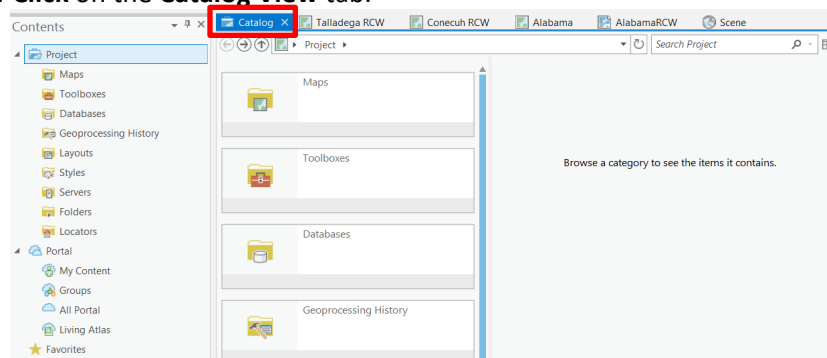 Click on the Catalog View tab.
Contents
Catalog
Talladega RCW
Conecuh RCW
Alabama
AlabamaRCW
Scene
Project
Search Project
Project
Maps
Toolboxes
Databases
Geoprocessing History
Layouts
Styles
Servers
Folders
Locators
Portal
My Content
Groups
All Portal
Living Atlas
Favorites
Maps
Toolboxes
Databases
Geoprocessing History
Browse a category to see the items it contains.